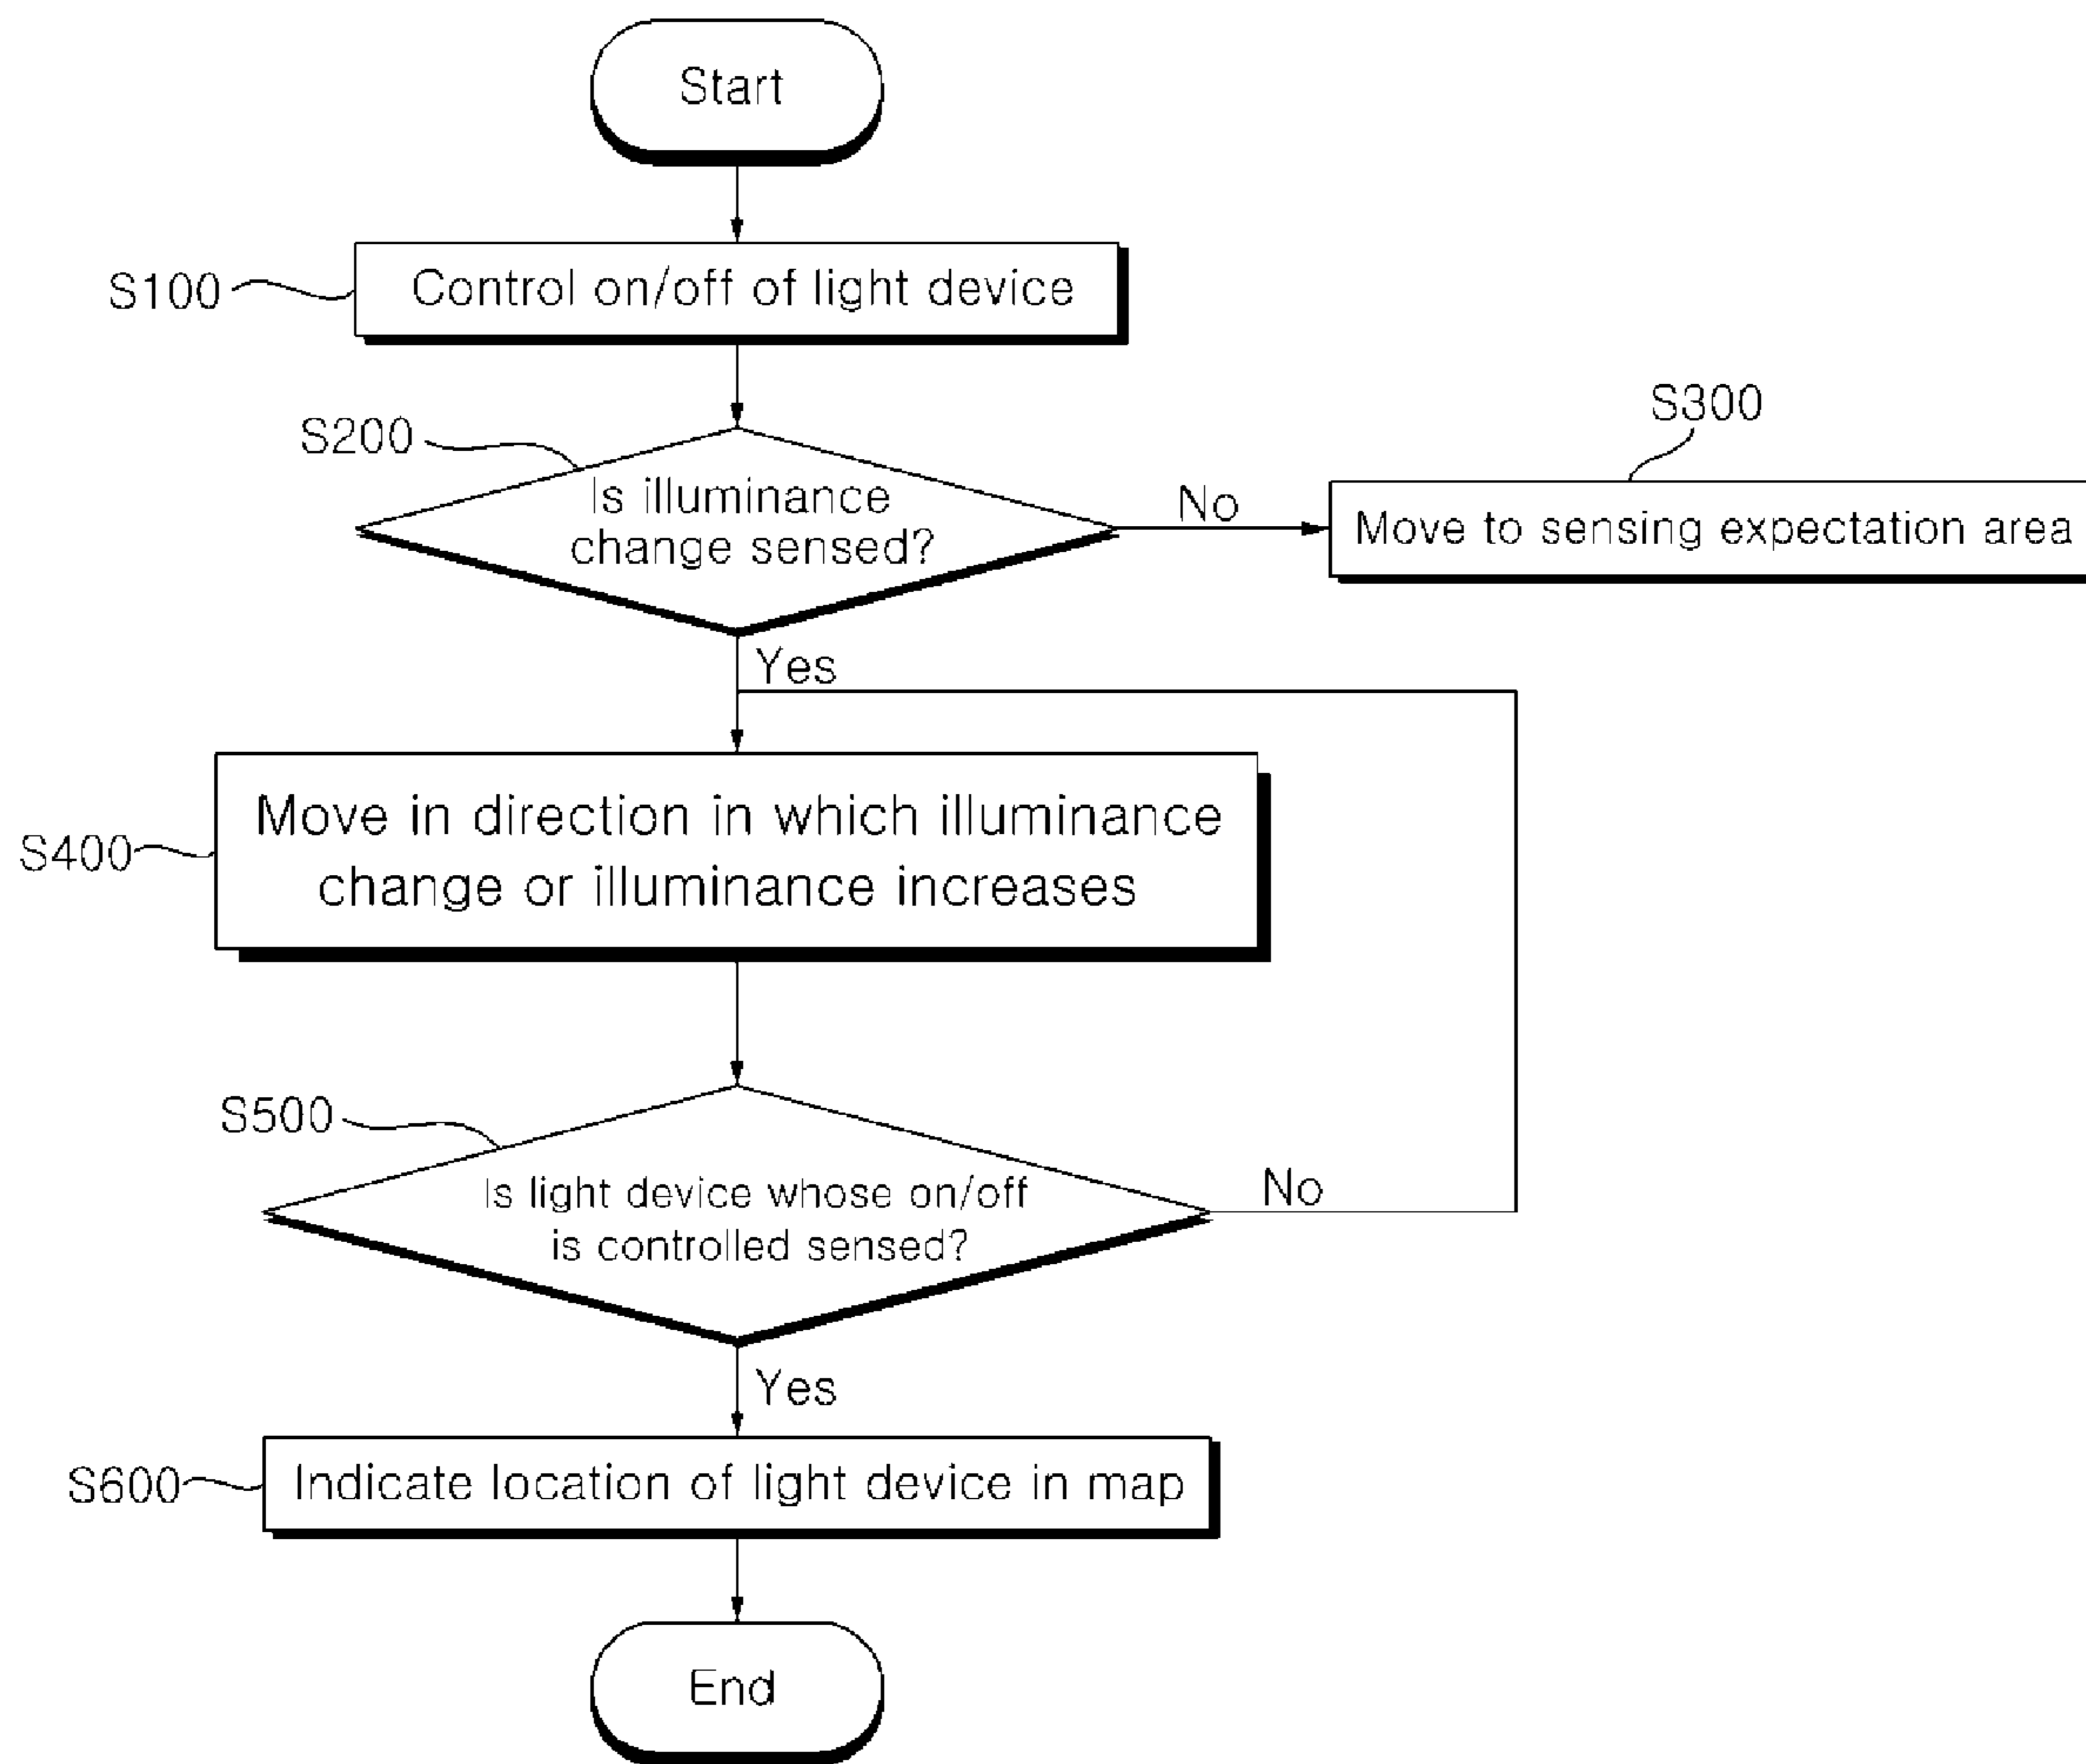 Start
S100
Control on/off of light device
S200
Is illuminance
change sensed?
No
S300
Move to sensing expectation area
Yes
S400
Move in direction in which illuminance
change or illuminance increases
S500
Is light device whose on/off
is controlled sensed?
No
Yes
S600
Indicate location of light device in map
End